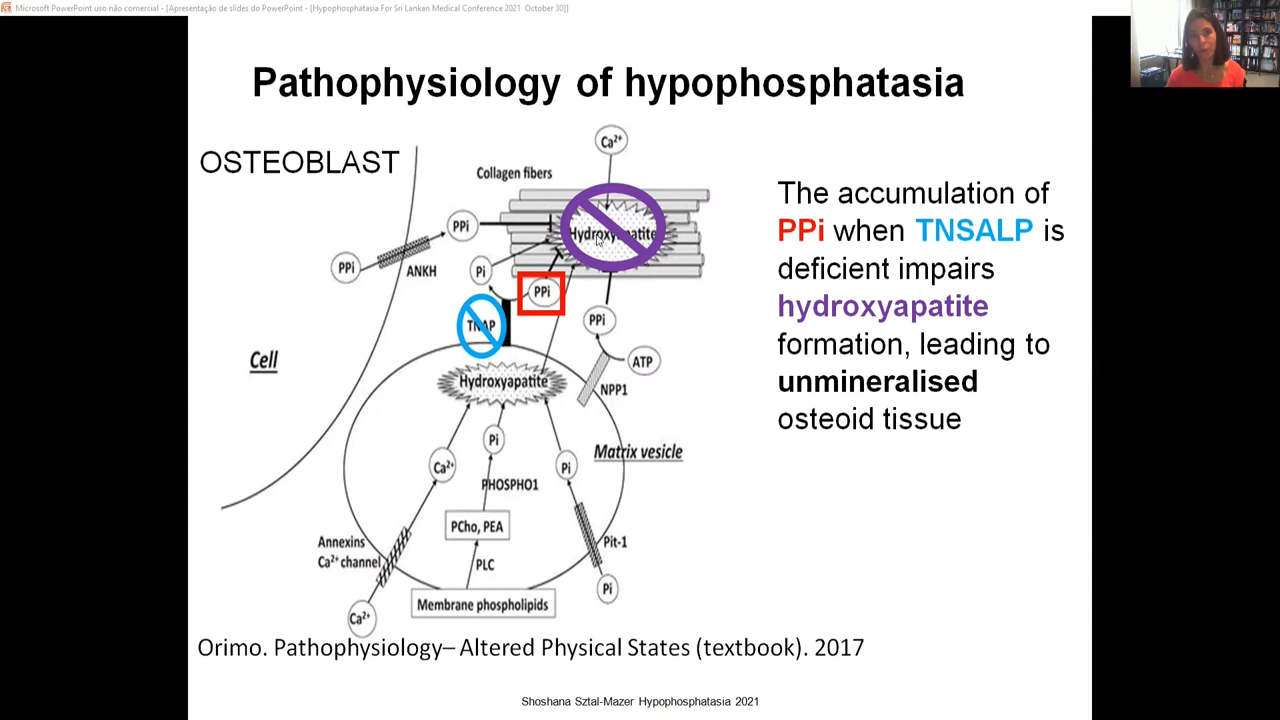 Microsoft PowerPoint uso não comercial - [Apresentação de slides do PowerPoint - [Hypophosphatasia For Sri Lankan Medical Conference 2021 October 30]]
Pathophysiology of hypophosphatasia
OSTEOBLAST
Ca²⁺
Collagen fibers
PPi
Hydroxyapatite
PPi
ANKH
Pi
PPi
TNAP
PPi
ATP
Cell
Hydroxyapatite
NPP1
Pi
Matrix vesicle
Ca²⁺
Pi
PHOSPHO1
PCho, PEA
Annexins
Ca²⁺ channel
Pit-1
PLC
Pi
Membrane phospholipids
Ca²⁺
The accumulation of
PPi when TNSALP is
deficient impairs
hydroxyapatite
formation, leading to
unmineralised
osteoid tissue
Orimo. Pathophysiology– Altered Physical States (textbook). 2017
Shoshana Sztal-Mazer Hypophosphatasia 2021